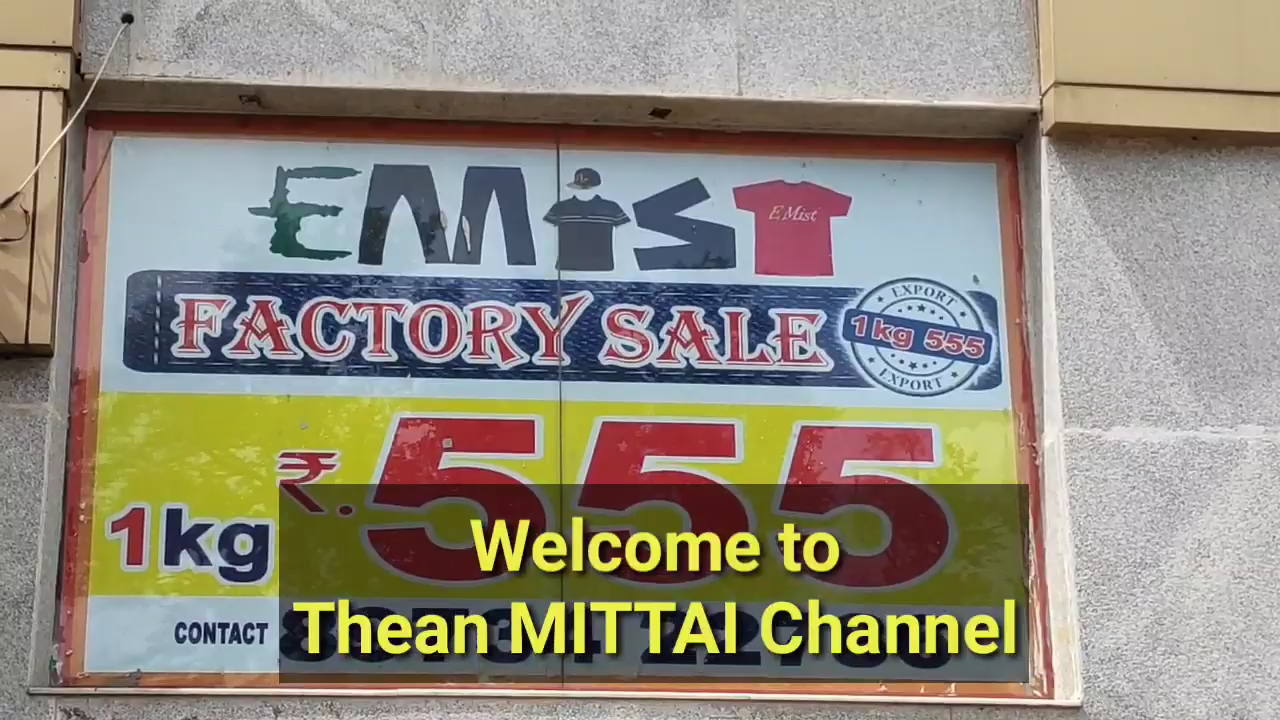 EMiST
E Mist
FACTORY SALE
EXPORT
1kg 555
EXPORT
₹.555
1kg
Welcome to
CONTACT
Thean MITTAI Channel